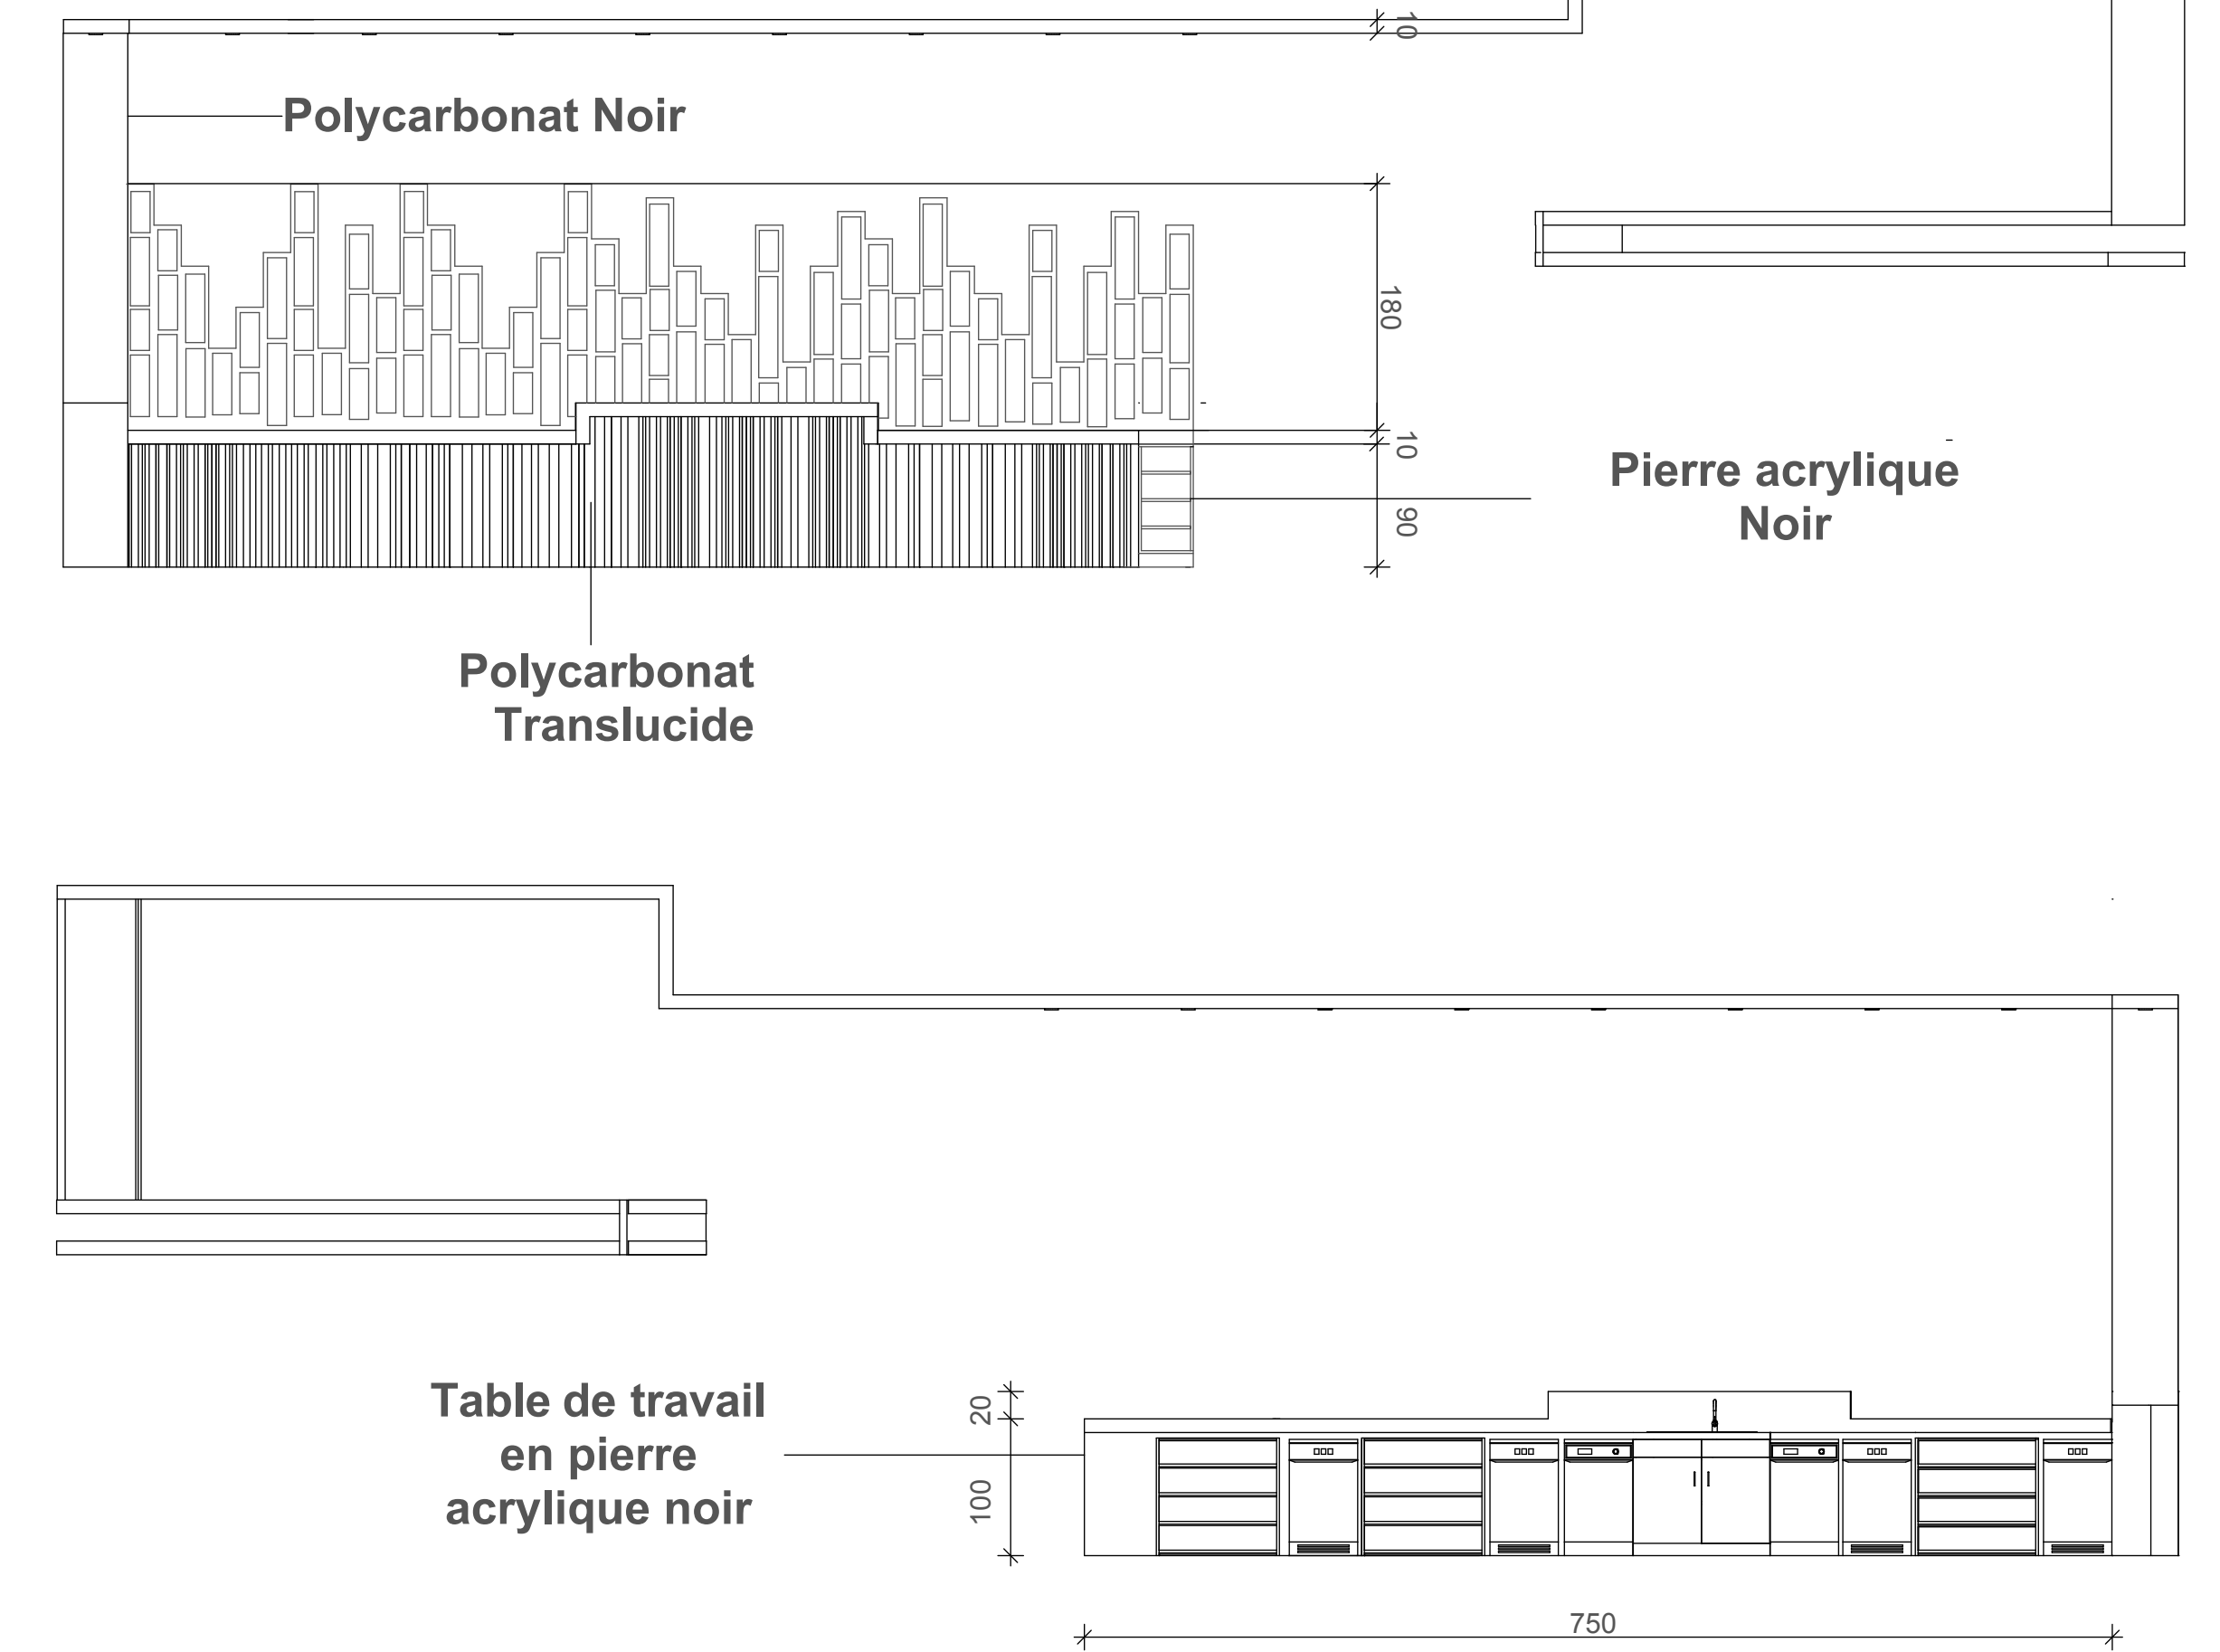 10
Polycarbonat Noir
180
10
Pierre acrylique
Noir
90
Polycarbonat
Translucide
20
Table de travail
en pierre
acrylique noir
100
750